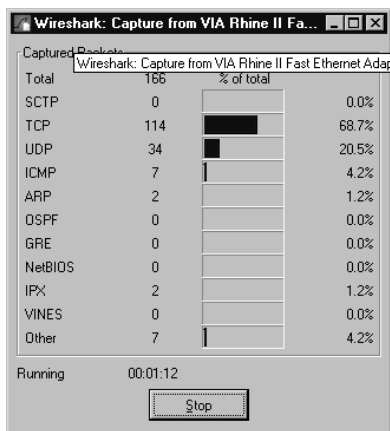 Wireshark: Capture from VIA Rhine II Fa...
Captured
Wireshark: Capture from VIA Rhine II Fast Ethernet Adap
Total 166 % of total
SCTP 0 0.0%
TCP 114 68.7%
UDP 34 20.5%
ICMP 7 4.2%
ARP 2 1.2%
OSPF 0 0.0%
GRE 0 0.0%
NetBIOS 0 0.0%
IPX 2 1.2%
VINES 0 0.0%
Other 7 4.2%
Running 00:01:12
Stop